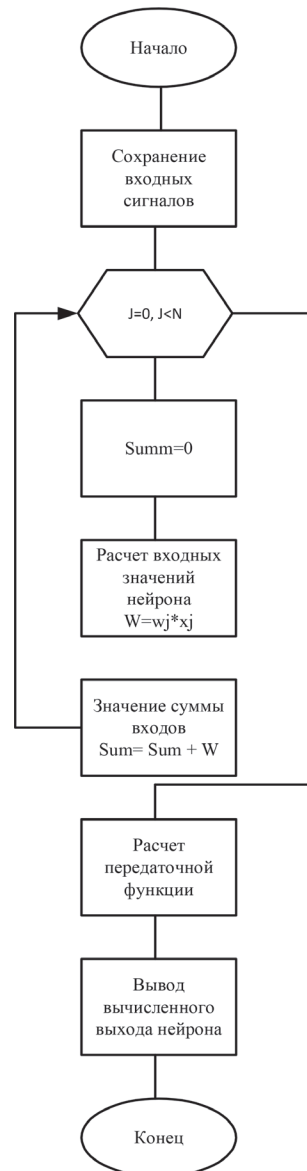 Начало
Сохранение
входных
сигналов
J=0, J<N
Summ=0
Расчет входных
значений
нейрона
W=wj*xj
Значение суммы
входов
Sum= Sum + W
Расчет
передаточной
функции
Вывод
вычисленного
выхода нейрона
Конец